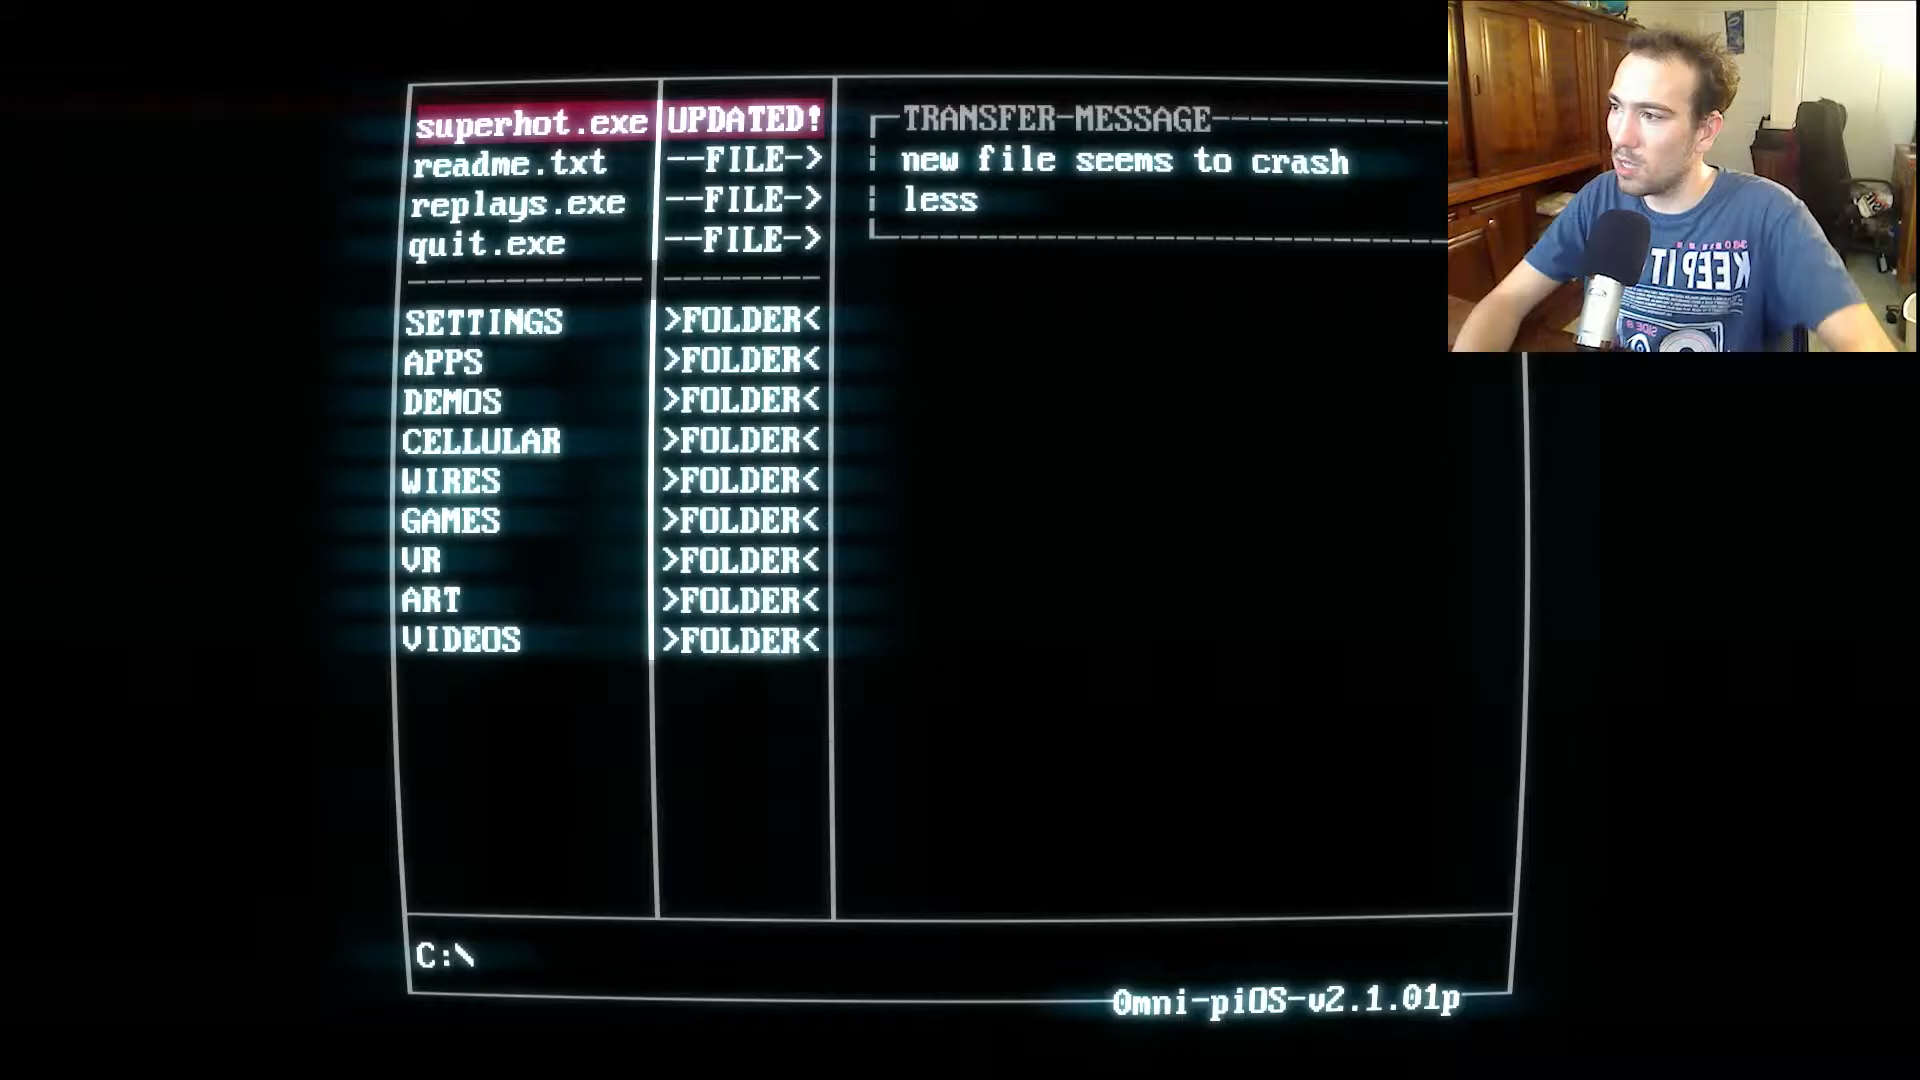 superhot.exe UPDATED!
readme.txt --FILE->
replays.exe --FILE->
quit.exe --FILE->
SETTINGS >FOLDER<
APPS >FOLDER<
DEMOS >FOLDER<
CELLULAR >FOLDER<
WIRES >FOLDER<
GAMES >FOLDER<
VR >FOLDER<
ART >FOLDER<
VIDEOS >FOLDER<
TRANSFER-MESSAGE
new file seems to crash
less
C:\
0mni-piOS-v2.1.01p
KEEP IT
SIDE B